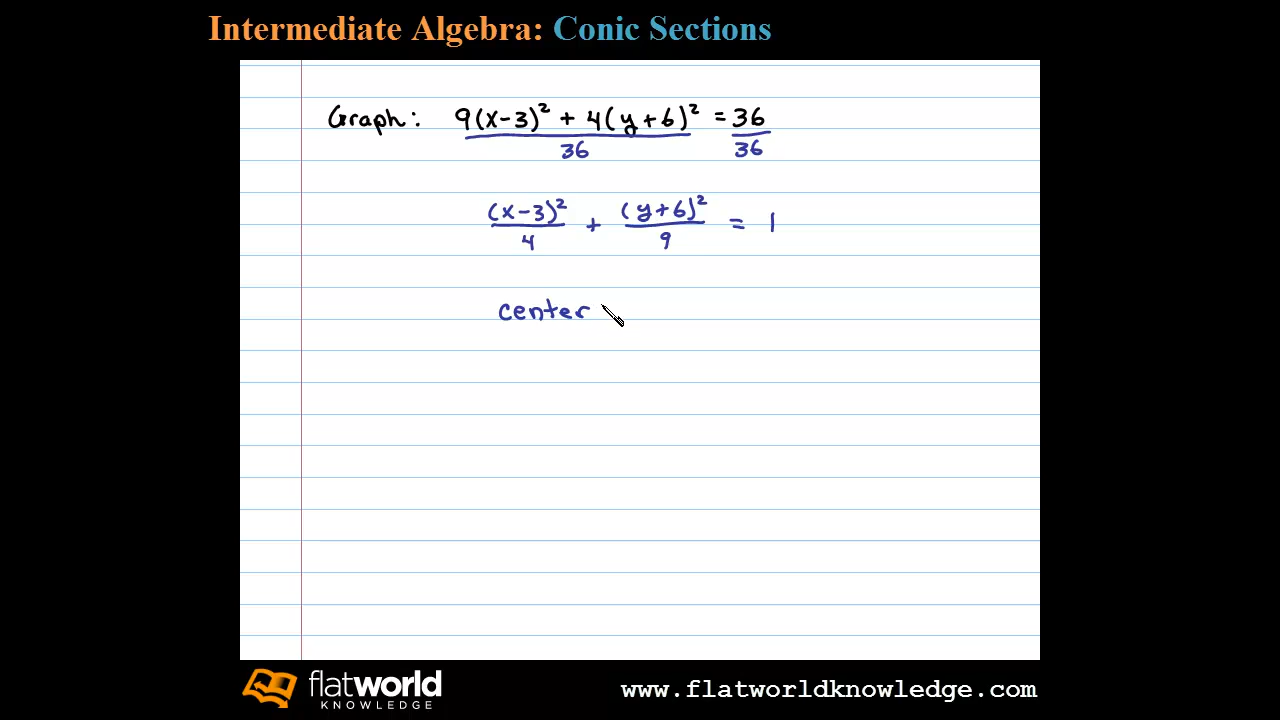 Intermediate Algebra: Conic Sections
Graph: 9(x-3)² + 4(y+6)² = 36
36 36
(x-3)² (y+6)²
+ = 1
4 9
center
flatworld
KNOWLEDGE
www.flatworldknowledge.com